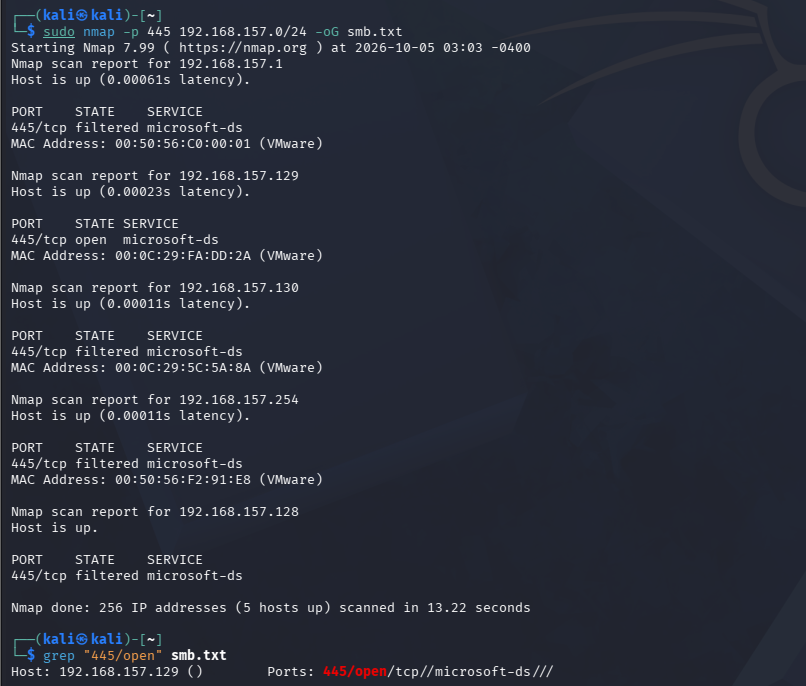 ┌──(kali㉿kali)-[~]
└─$ sudo nmap -p 445 192.168.157.0/24 -oG smb.txt
Starting Nmap 7.99 ( https://nmap.org ) at 2026-10-05 03:03 -0400
Nmap scan report for 192.168.157.1
Host is up (0.00061s latency).

PORT    STATE    SERVICE
445/tcp filtered microsoft-ds
MAC Address: 00:50:56:C0:00:01 (VMware)

Nmap scan report for 192.168.157.129
Host is up (0.00023s latency).

PORT    STATE SERVICE
445/tcp open  microsoft-ds
MAC Address: 00:0C:29:FA:DD:2A (VMware)

Nmap scan report for 192.168.157.130
Host is up (0.00011s latency).

PORT    STATE    SERVICE
445/tcp filtered microsoft-ds
MAC Address: 00:0C:29:5C:5A:8A (VMware)

Nmap scan report for 192.168.157.254
Host is up (0.00011s latency).

PORT    STATE    SERVICE
445/tcp filtered microsoft-ds
MAC Address: 00:50:56:F2:91:E8 (VMware)

Nmap scan report for 192.168.157.128
Host is up.

PORT    STATE    SERVICE
445/tcp filtered microsoft-ds

Nmap done: 256 IP addresses (5 hosts up) scanned in 13.22 seconds

┌──(kali㉿kali)-[~]
└─$ grep "445/open" smb.txt
Host: 192.168.157.129 ()        Ports: 445/open/tcp//microsoft-ds///